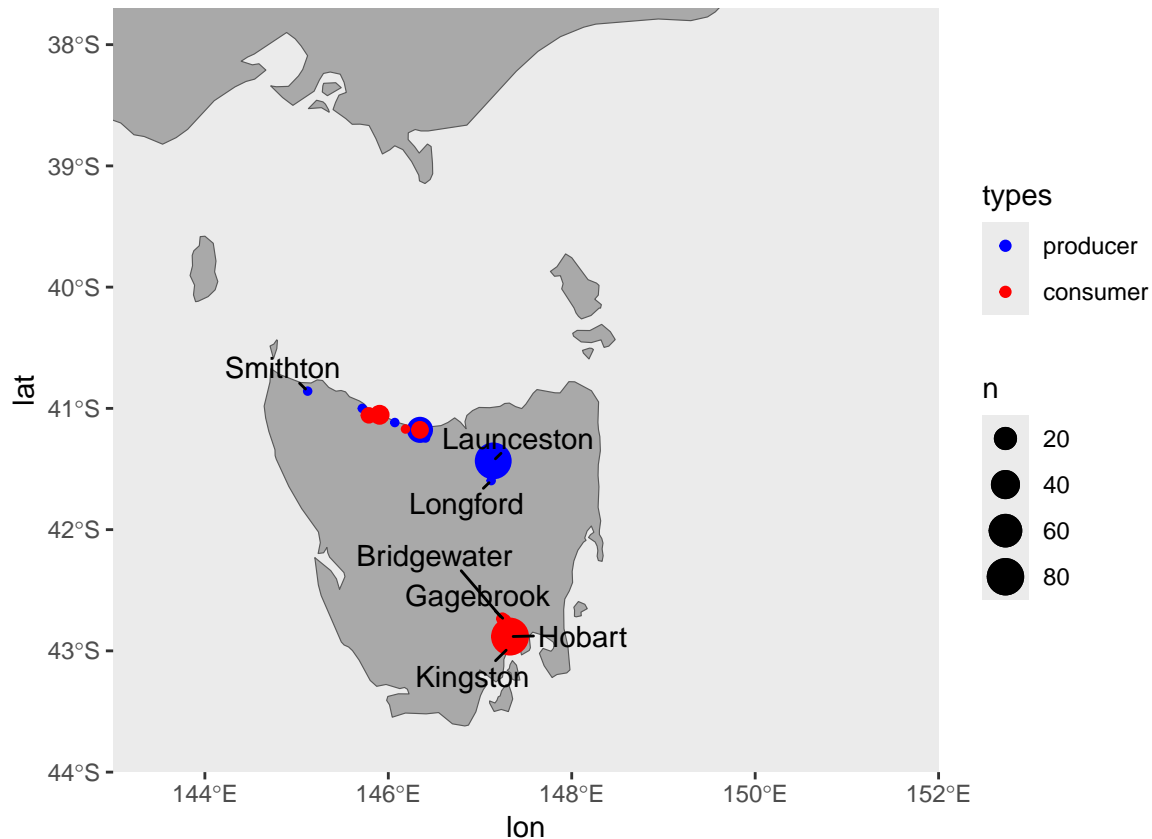 38°S
39°S
40°S
41°S
42°S
43°S
44°S
lat
144°E
146°E
148°E
150°E
152°E
lon
Smithton
Launceston
Longford
Bridgewater
Gagebrook
Hobart
Kingston
types
producer
consumer
n
20
40
60
80